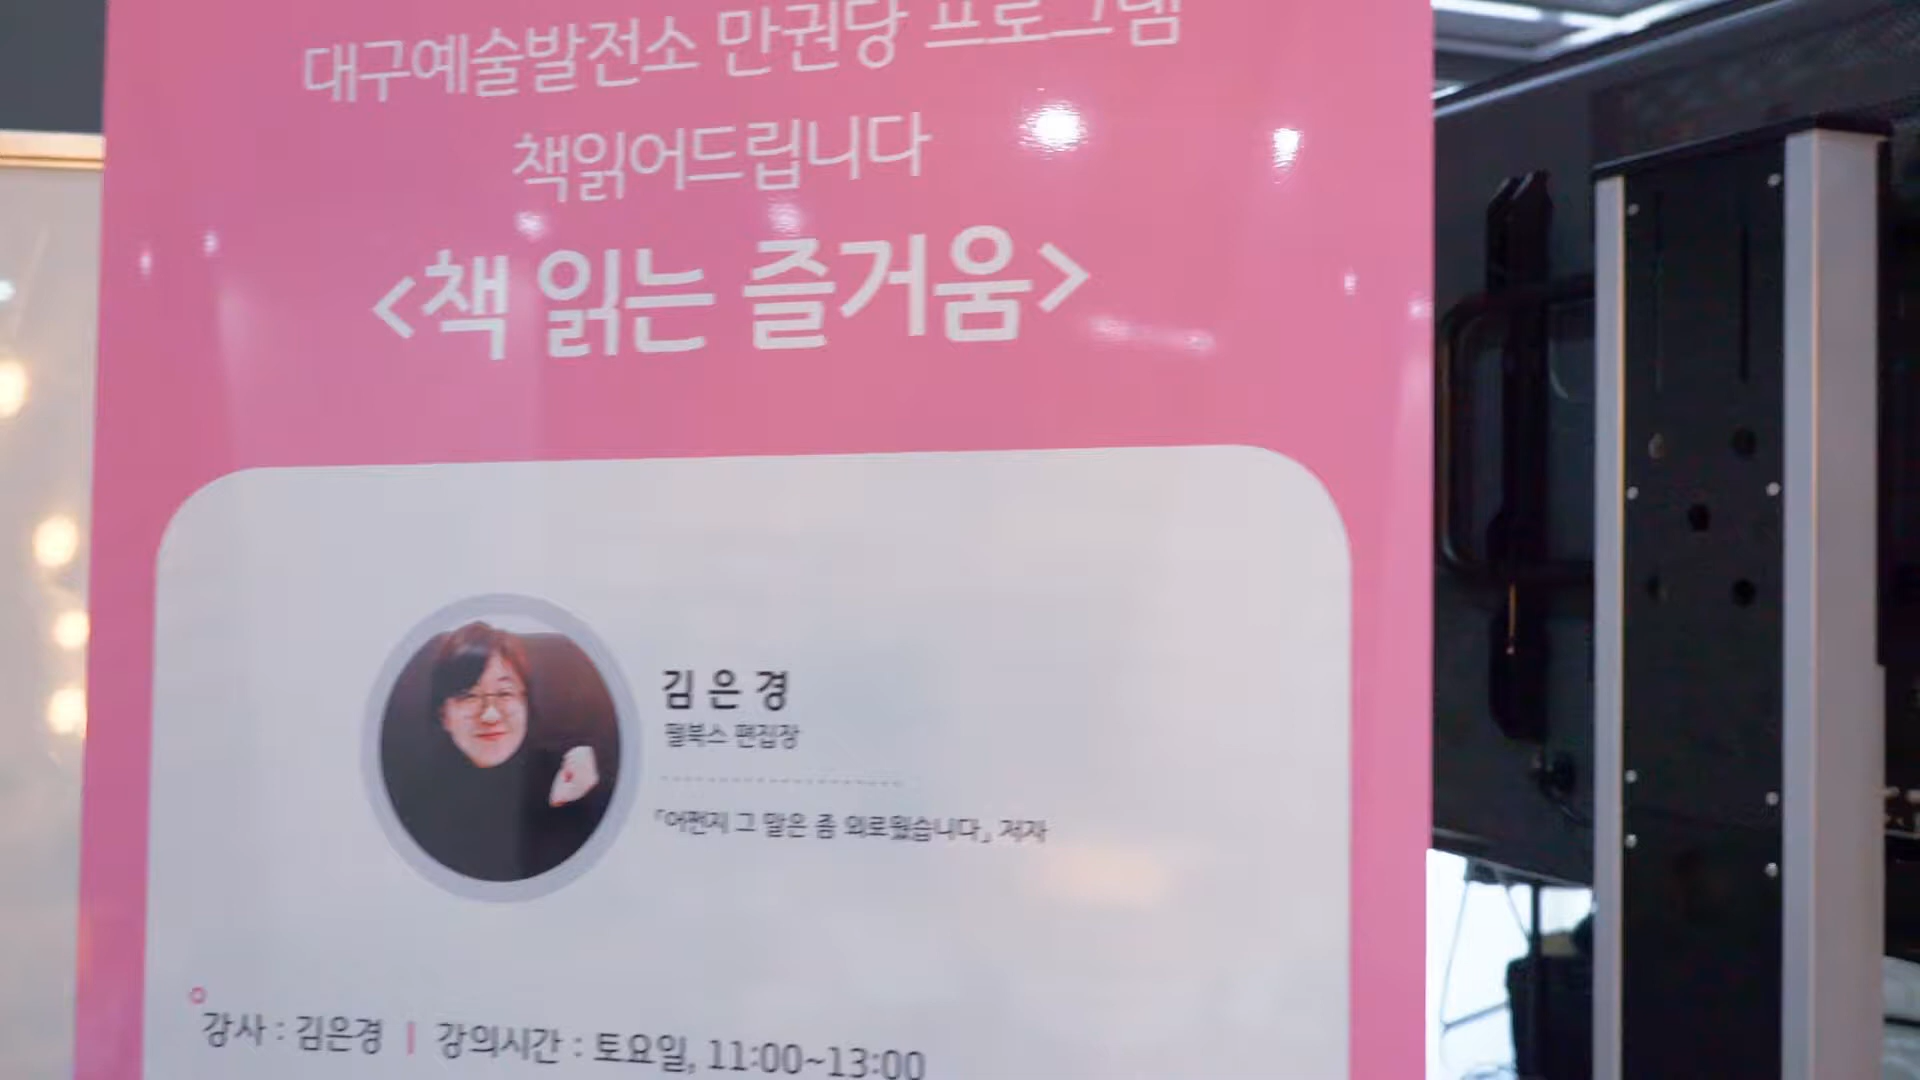 대구예술발전소 만권당 프로그램
책읽어드립니다
<책 읽는 즐거움>
김은경
펄북스 편집장
「어쩐지 그 말은 좀 외로웠습니다」 저자
강사 : 김은경 | 강의시간 : 토요일, 11:00~13:00